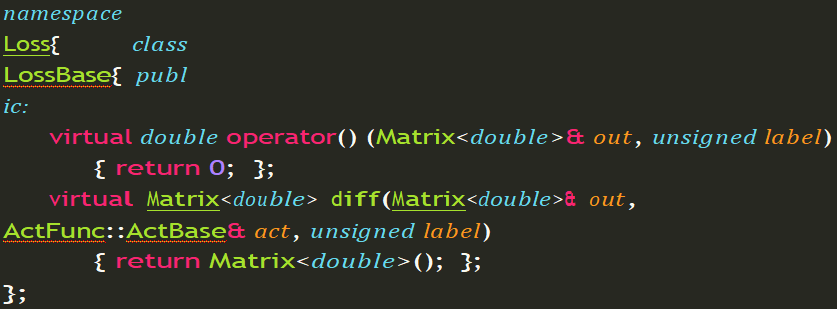 namespace
Loss{ class
LossBase{ publ
ic:
virtual double operator() (Matrix<double>& out, unsigned label)
{ return 0; };
virtual Matrix<double> diff(Matrix<double>& out,
ActFunc::ActBase& act, unsigned label)
{ return Matrix<double>(); };
};